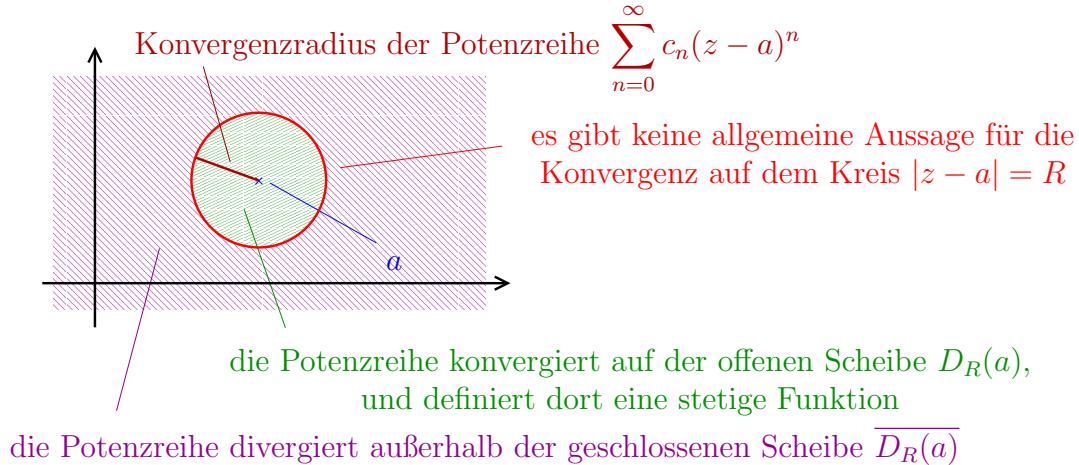 Konvergenzradius der Potenzreihe $\sum_{n=0}^{\infty} c_n(z-a)^n$
es gibt keine allgemeine Aussage für die
Konvergenz auf dem Kreis $|z-a|=R$
a
die Potenzreihe konvergiert auf der offenen Scheibe $D_R(a)$,
und definiert dort eine stetige Funktion
die Potenzreihe divergiert außerhalb der geschlossenen Scheibe $\overline{D_R(a)}$